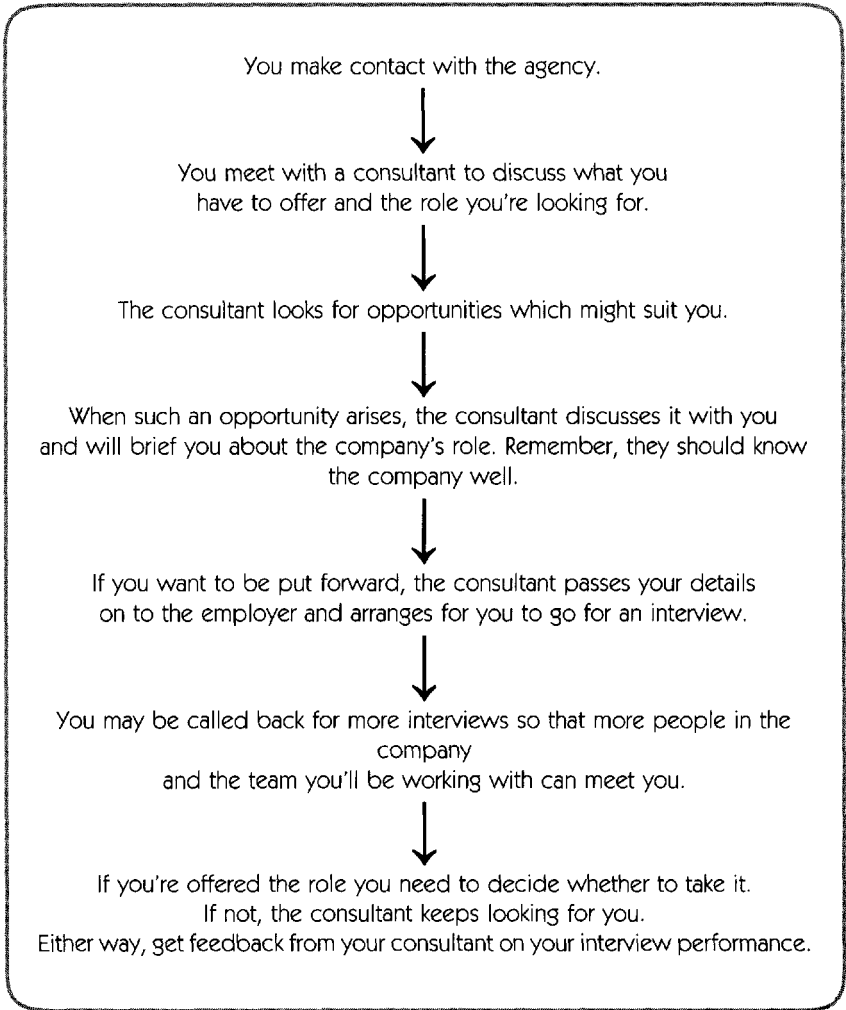 You make contact with the agency.
You meet with a consultant to discuss what you
have to offer and the role you're looking for.
The consultant looks for opportunities which might suit you.
When such an opportunity arises, the consultant discusses it with you
and will brief you about the company's role. Remember, they should know
the company well.
If you want to be put forward, the consultant passes your details
on to the employer and arranges for you to go for an interview.
You may be called back for more interviews so that more people in the
company
and the team you'll be working with can meet you.
If you're offered the role you need to decide whether to take it.
If not, the consultant keeps looking for you.
Either way, get feedback from your consultant on your interview performance.